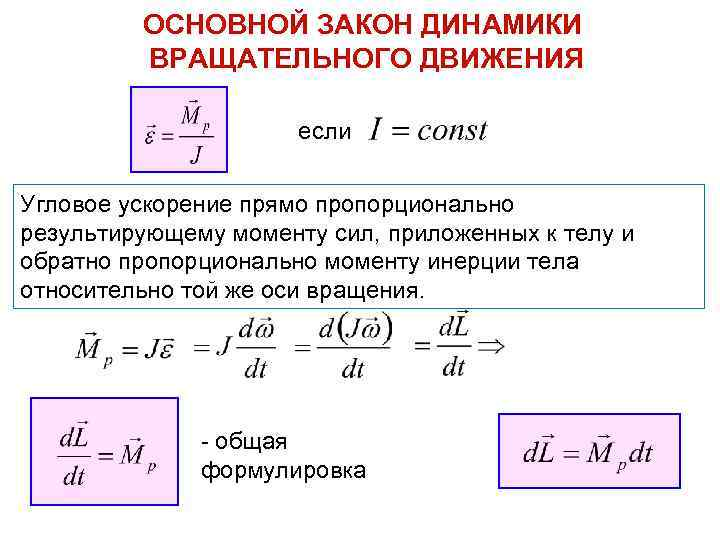 ОСНОВНОЙ ЗАКОН ДИНАМИКИ
ВРАЩАТЕЛЬНОГО ДВИЖЕНИЯ
$\vec{\varepsilon} = \frac{\vec{M}_p}{J}$ если $I = const$
Угловое ускорение прямо пропорционально
результирующему моменту сил, приложенных к телу и
обратно пропорционально моменту инерции тела
относительно той же оси вращения.
$\vec{M}_p = J\vec{\varepsilon} = J\frac{d\vec{\omega}}{dt} = \frac{d(J\vec{\omega})}{dt} = \frac{d\vec{L}}{dt} \Rightarrow$
$\frac{d\vec{L}}{dt} = \vec{M}_p$
- общая
формулировка
$d\vec{L} = \vec{M}_p dt$